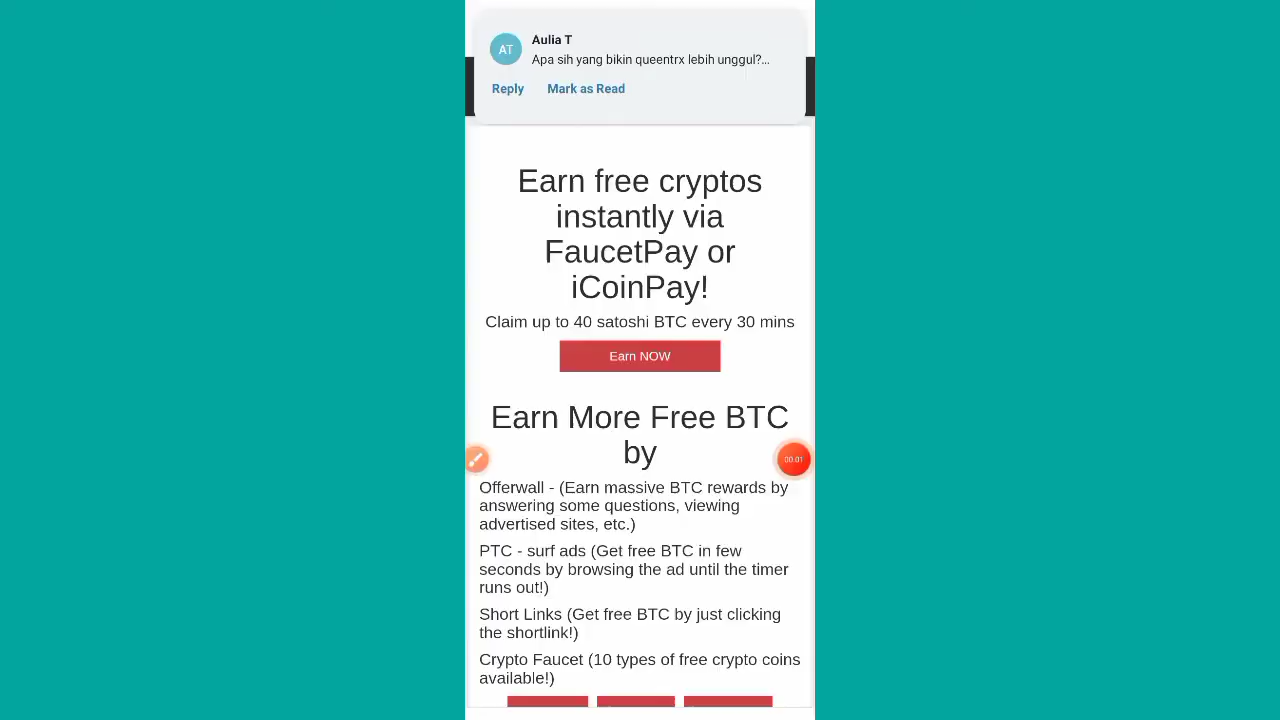 AT
Aulia T
Apa sih yang bikin queentrx lebih unggul?...
Reply Mark as Read
Earn free cryptos
instantly via
FaucetPay or
iCoinPay!
Claim up to 40 satoshi BTC every 30 mins
Earn NOW
Earn More Free BTC
by
00:01
Offerwall - (Earn massive BTC rewards by
answering some questions, viewing
advertised sites, etc.)
PTC - surf ads (Get free BTC in few
seconds by browsing the ad until the timer
runs out!)
Short Links (Get free BTC by just clicking
the shortlink!)
Crypto Faucet (10 types of free crypto coins
available!)